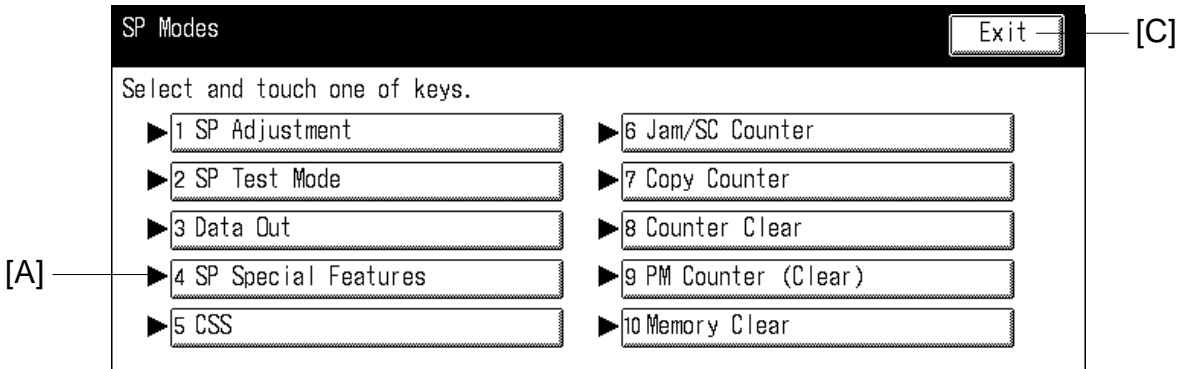 SP Modes
Exit
[C]
Select and touch one of keys.
1 SP Adjustment
2 SP Test Mode
3 Data Out
[A]
4 SP Special Features
5 CSS
6 Jam/SC Counter
7 Copy Counter
8 Counter Clear
9 PM Counter (Clear)
10 Memory Clear